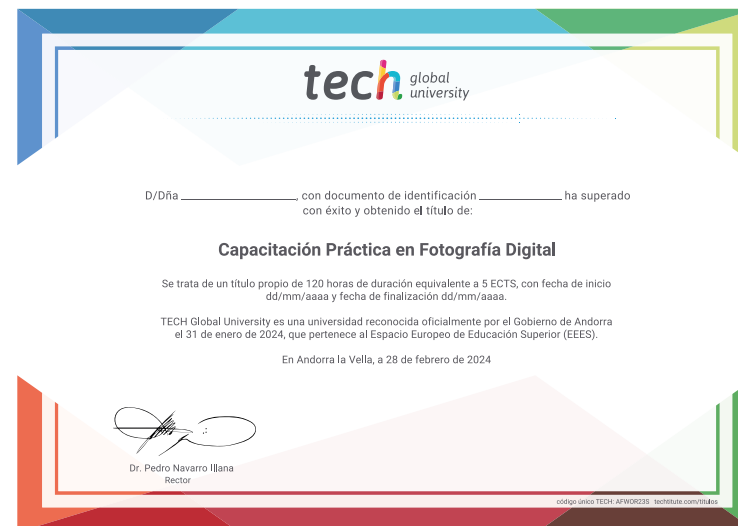 tech global university
D/Dña ____________, con documento de identificación ____________ ha superado
con éxito y obtenido el título de:
Capacitación Práctica en Fotografía Digital
Se trata de un título propio de 120 horas de duración equivalente a 5 ECTS, con fecha de inicio
dd/mm/aaaa y fecha de finalización dd/mm/aaaa.
TECH Global University es una universidad reconocida oficialmente por el Gobierno de Andorra
el 31 de enero de 2024, que pertenece al Espacio Europeo de Educación Superior (EEES).
En Andorra la Vella, a 28 de febrero de 2024
Dr. Pedro Navarro Illana
Rector
código único TECH: AFWOR23S techtitute.com/titulos